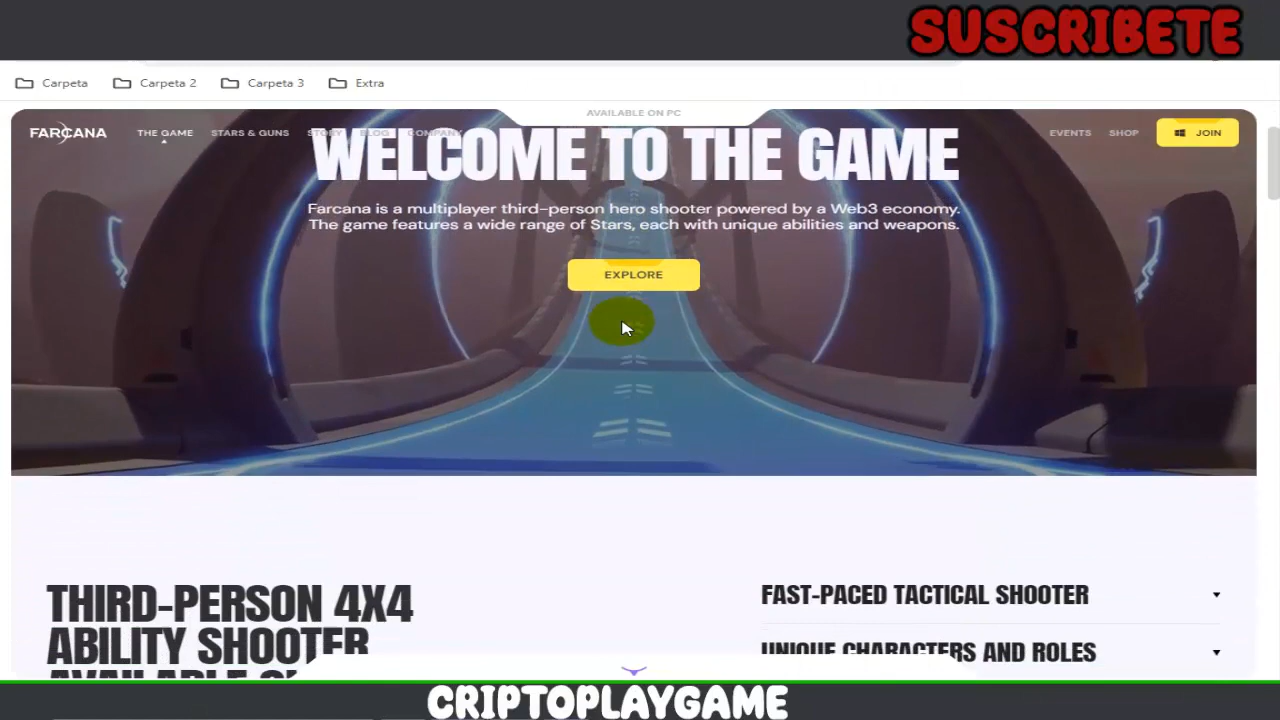 SUSCRIBETE
Carpeta Carpeta 2 Carpeta 3 Extra
AVAILABLE ON PC
FARCANA THE GAME STARS & GUNS STORY BLOG COMPANY EVENTS SHOP JOIN
WELCOME TO THE GAME
Farcana is a multiplayer third-person hero shooter powered by a Web3 economy.
The game features a wide range of Stars, each with unique abilities and weapons.
EXPLORE
THIRD-PERSON 4X4
ABILITY SHOOTER
FAST-PACED TACTICAL SHOOTER
UNIQUE CHARACTERS AND ROLES
CRIPTOPLAYGAME